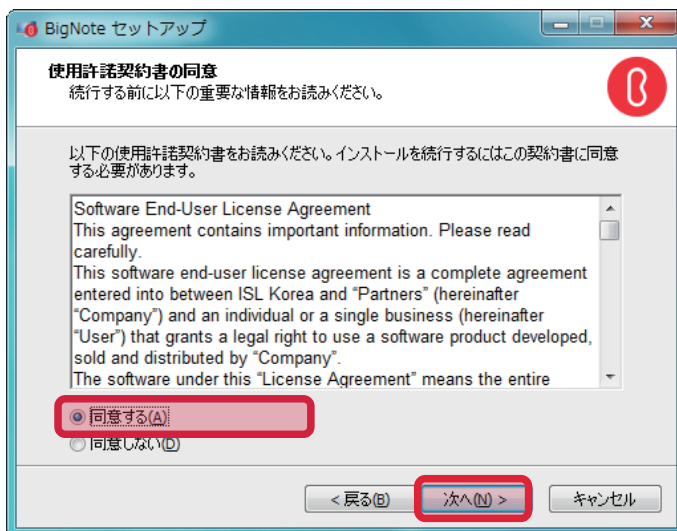 BigNote セットアップ
使用許諾契約書の同意
続行する前に以下の重要な情報をお読みください。
以下の使用許諾契約書をお読みください。インストールを続行するにはこの契約書に同意
する必要があります。
Software End-User License Agreement
This agreement contains important information. Please read
carefully.
This software end-user license agreement is a complete agreement
entered into between ISL Korea and “Partners” (hereinafter
“Company”) and an individual or a single business (hereinafter
“User”) that grants a legal right to use a software product developed,
sold and distributed by “Company”.
The software under this “License Agreement” means the entire
同意する(A)
同意しない(D)
< 戻る(B) 次へ(N) > キャンセル